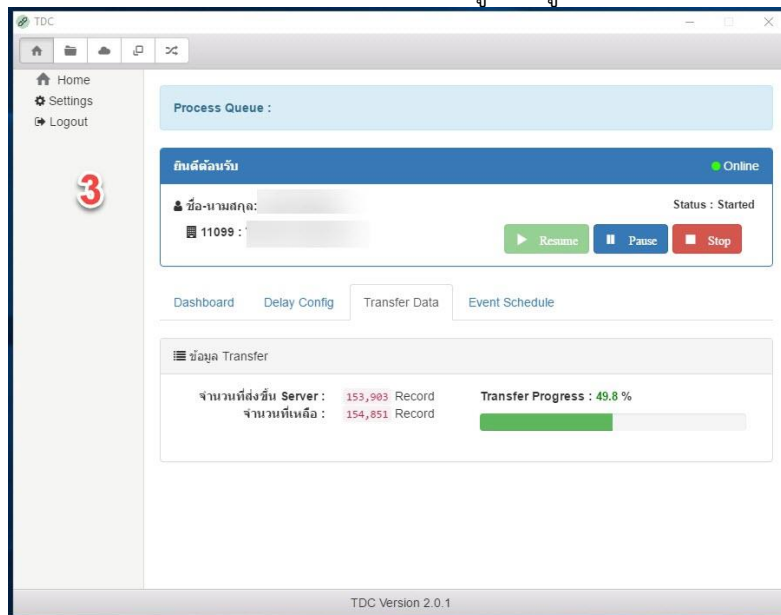 TDC
Home
Settings
Logout
3
Process Queue :
ยินดีต้อนรับ
Online
ชื่อ-นามสกุล:
Status : Started
11099 :
Resume
Pause
Stop
Dashboard Delay Config Transfer Data Event Schedule
ข้อมูล Transfer
จำนวนที่ส่งขึ้น Server : 153,903 Record
จำนวนที่เหลือ : 154,851 Record
Transfer Progress : 49.8 %
TDC Version 2.0.1